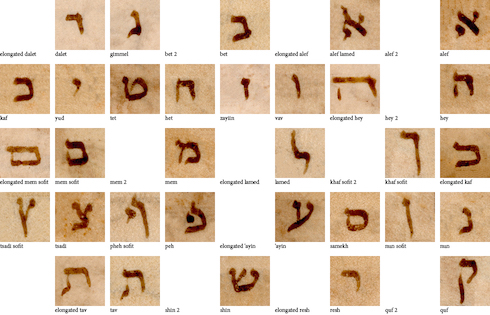 א ﭏ ב ג ד
elongated dalet dalet gimmel bet 2 bet elongated alef alef lamed alef 2 alef
ה ה ו ז ח ט י כ
kaf yud tet het zayin vav elongated hey hey 2 hey
כ ך ל מ ם ם
elongated mem sofit mem sofit mem 2 mem elongated lamed lamed khaf sofit 2 khaf sofit elongated kaf
נ ן ס ע פ ף צ ץ
tsadi sofit tsadi pheh sofit peh elongated 'ayin 'ayin samekh nun sofit nun
ק ר ש ת ת
elongated tav tav shin 2 shin elongated resh resh quf 2 quf